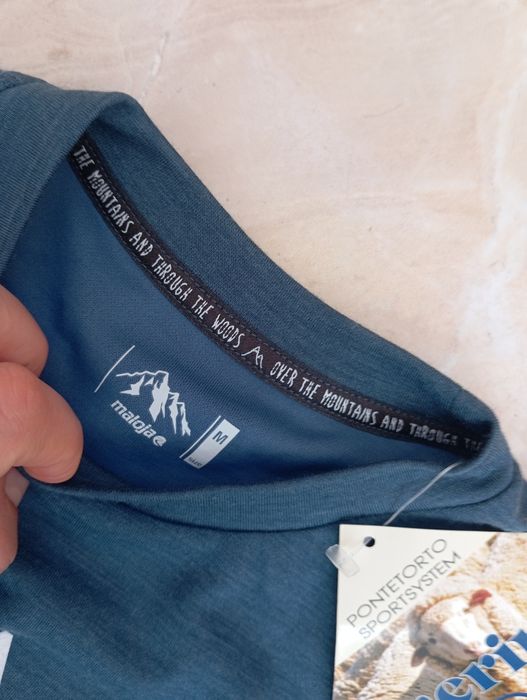 THE MOUNTAINS AND THROUGH THE WOODS OVER THE MOUNTAINS AND THROUGH THE
maloja
M
PONTETORTO
SPORTSYSTEM